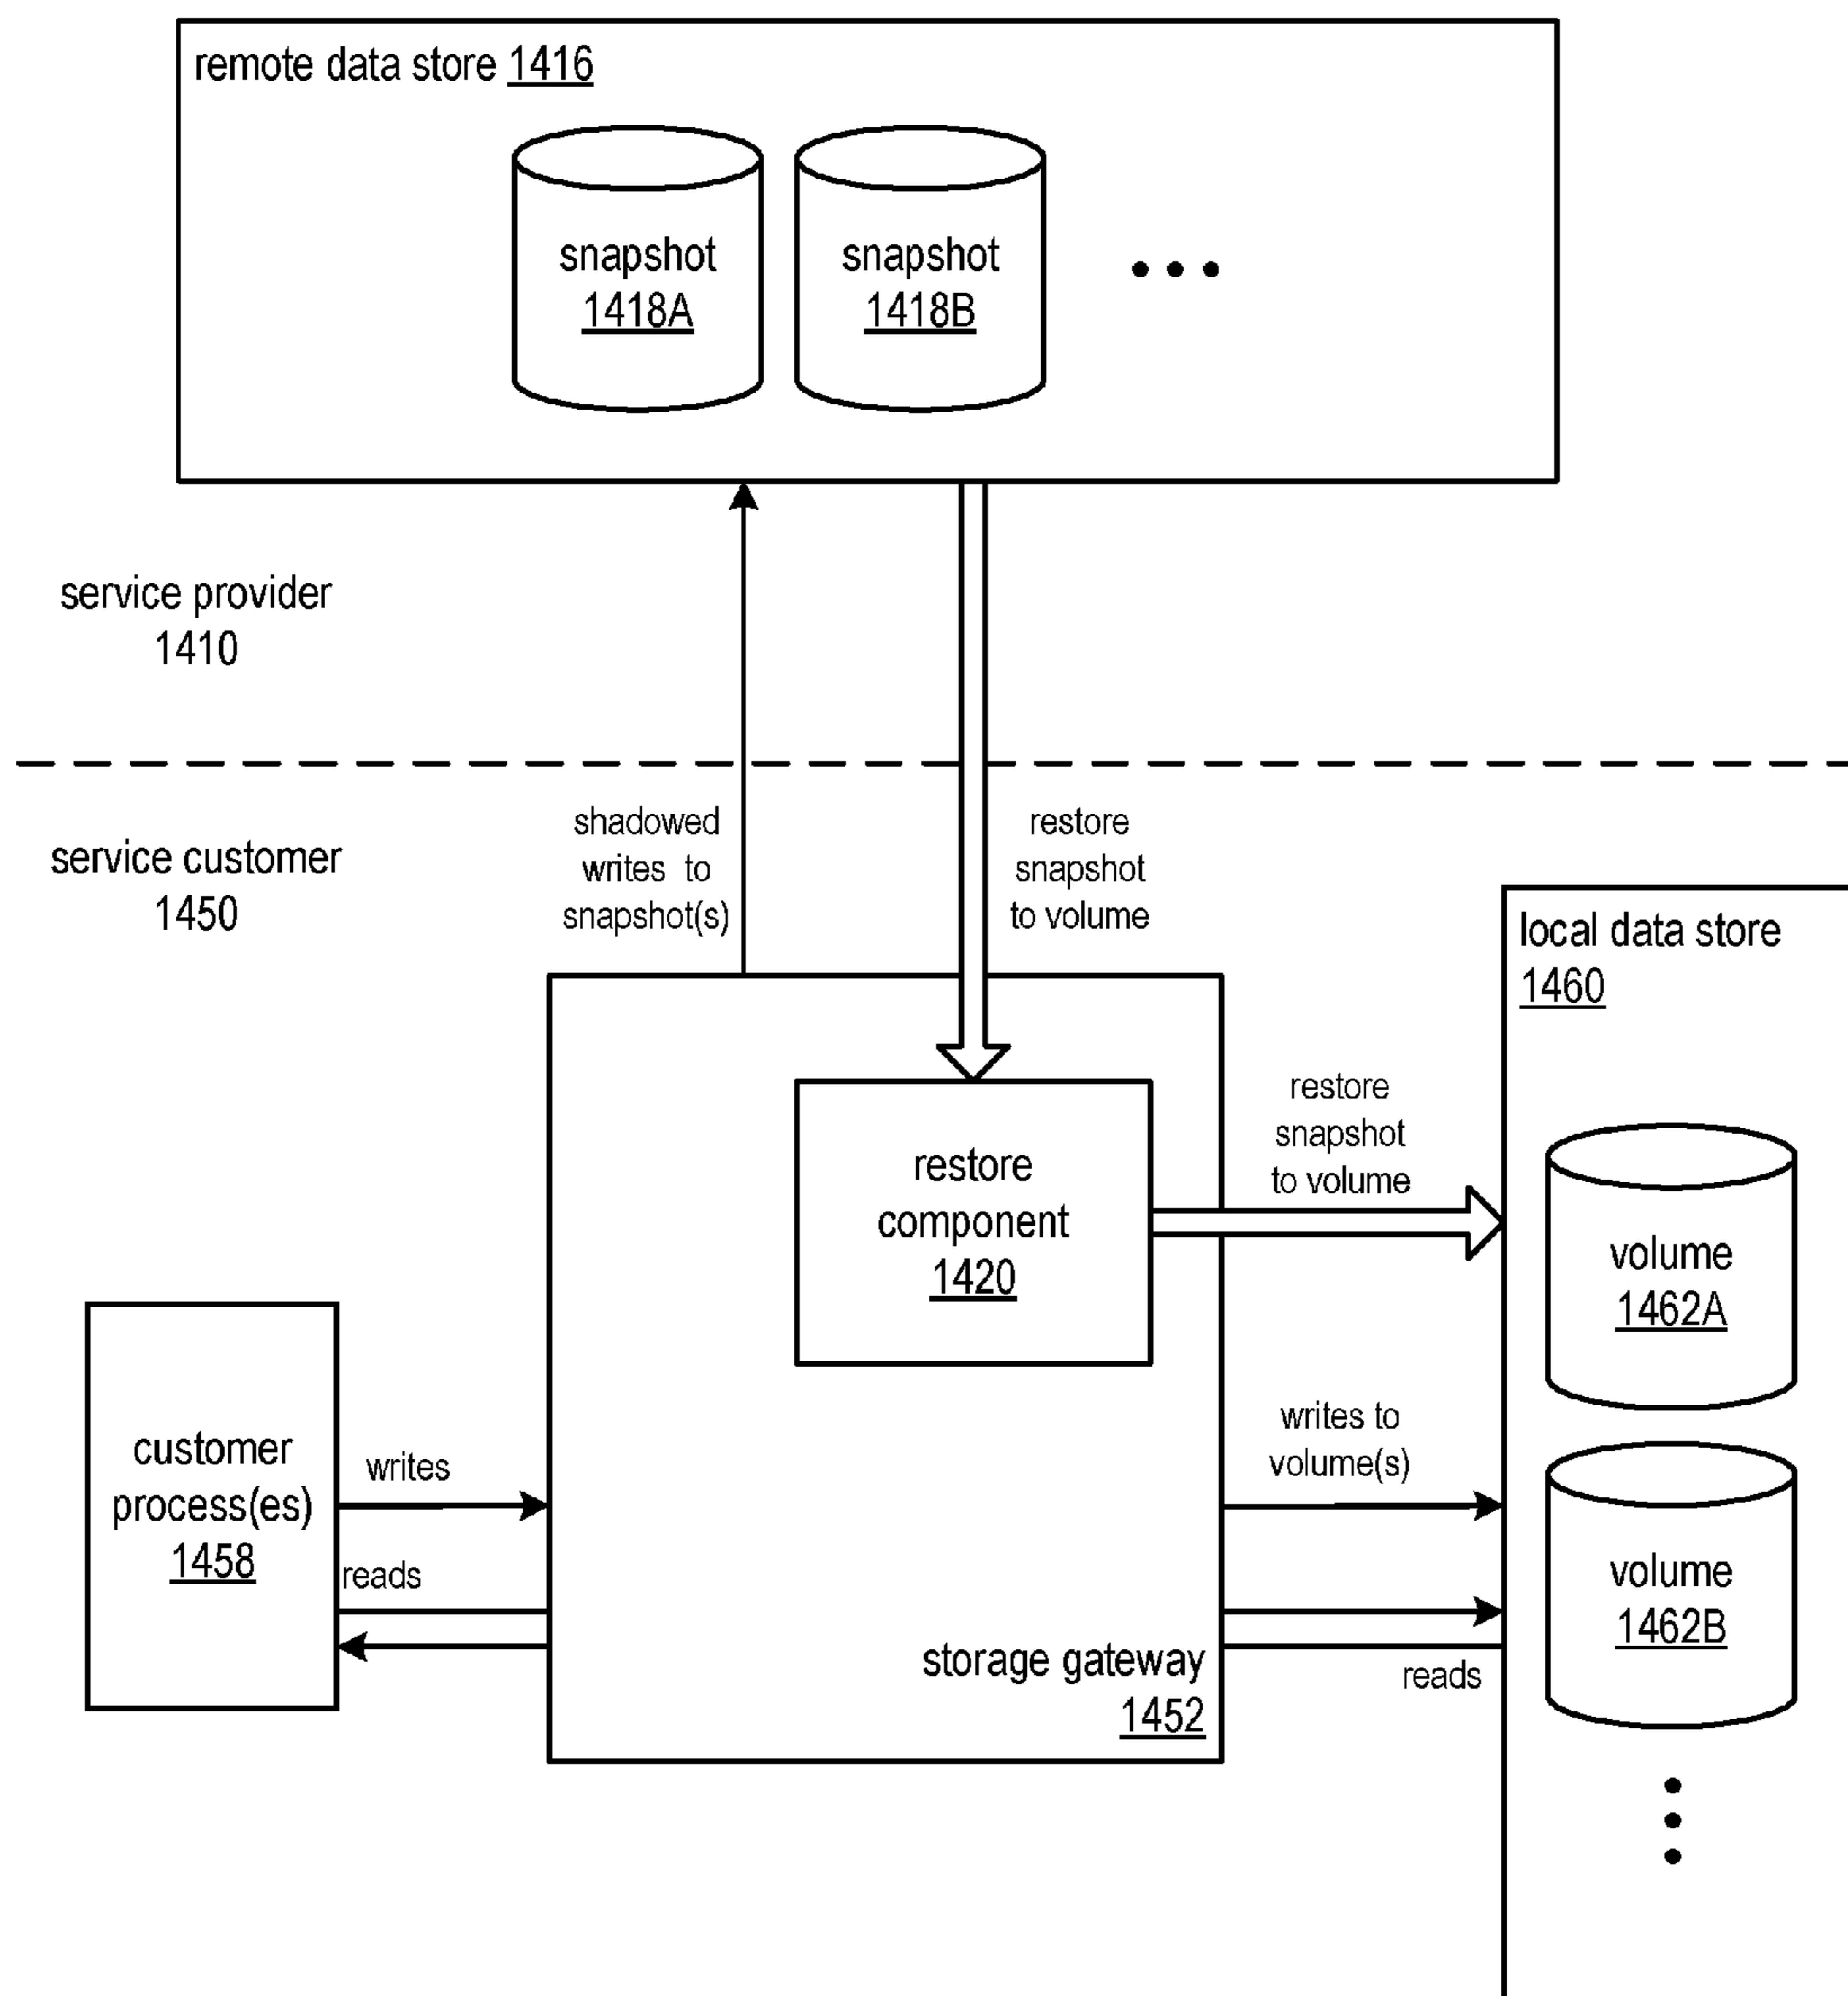 remote data store 1416
snapshot
1418A
snapshot
1418B
service provider
1410
service customer
1450
shadowed
writes to
snapshot(s)
restore
snapshot
to volume
local data store
1460
restore
component
1420
restore
snapshot
to volume
volume
1462A
customer
process(es)
1458
writes
reads
writes to
volume(s)
volume
1462B
storage gateway
1452
reads